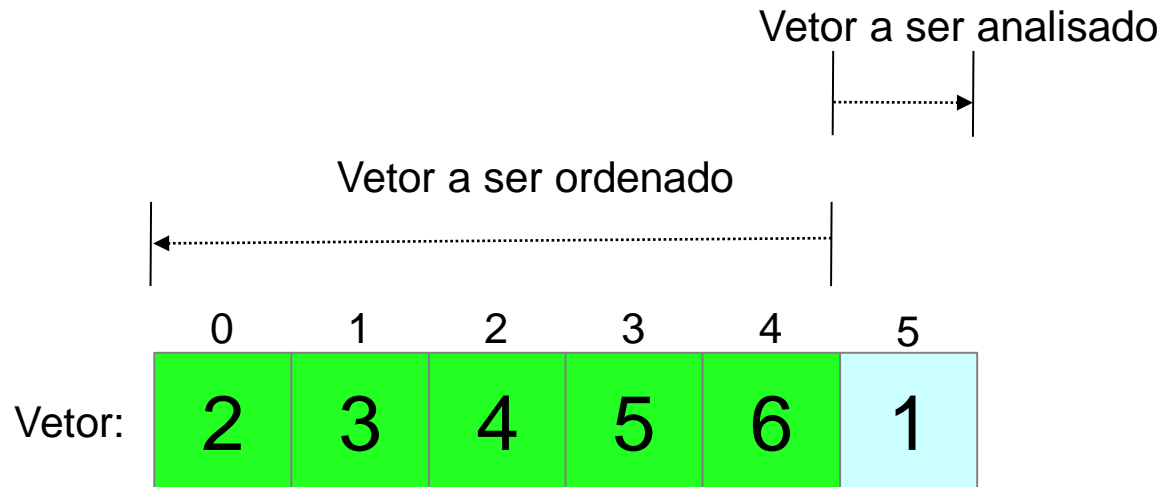 Vetor a ser analisado
Vetor a ser ordenado
0 1 2 3 4 5
Vetor: 2 3 4 5 6 1